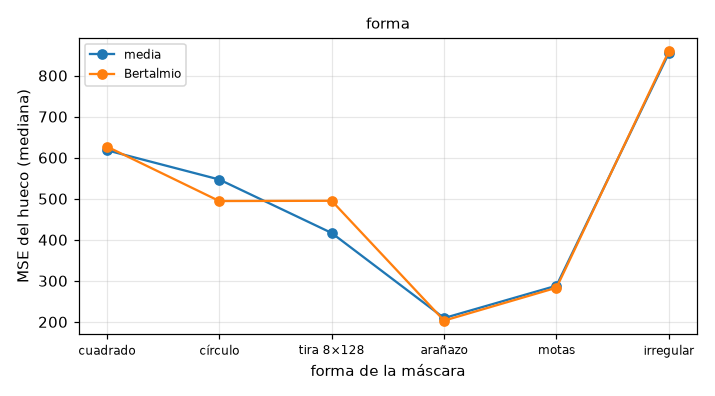 forma
media
Bertalmio
MSE del hueco (mediana)
800
700
600
500
400
300
200
cuadrado círculo tira 8×128 arañazo motas irregular
forma de la máscara